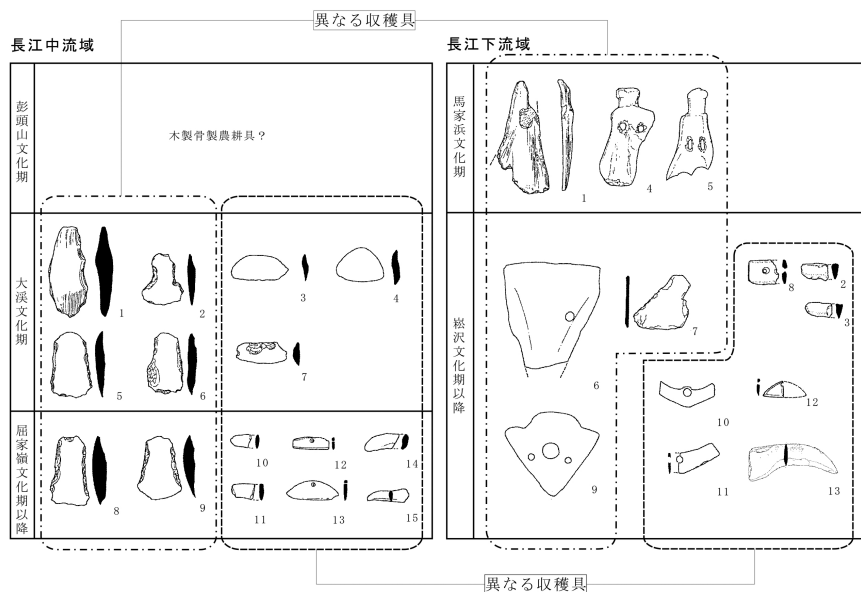 異なる収穫具
長江中流域
彭頭山文化期
木製骨製農耕具？
大渓文化期
1
2
3
4
5
6
7
屈家嶺文化期以降
8
9
10
11
12
13
14
15
長江下流域
馬家浜文化期
1
4
5
崧沢文化期以降
6
7
8
2
3
9
10
11
12
13
異なる収穫具